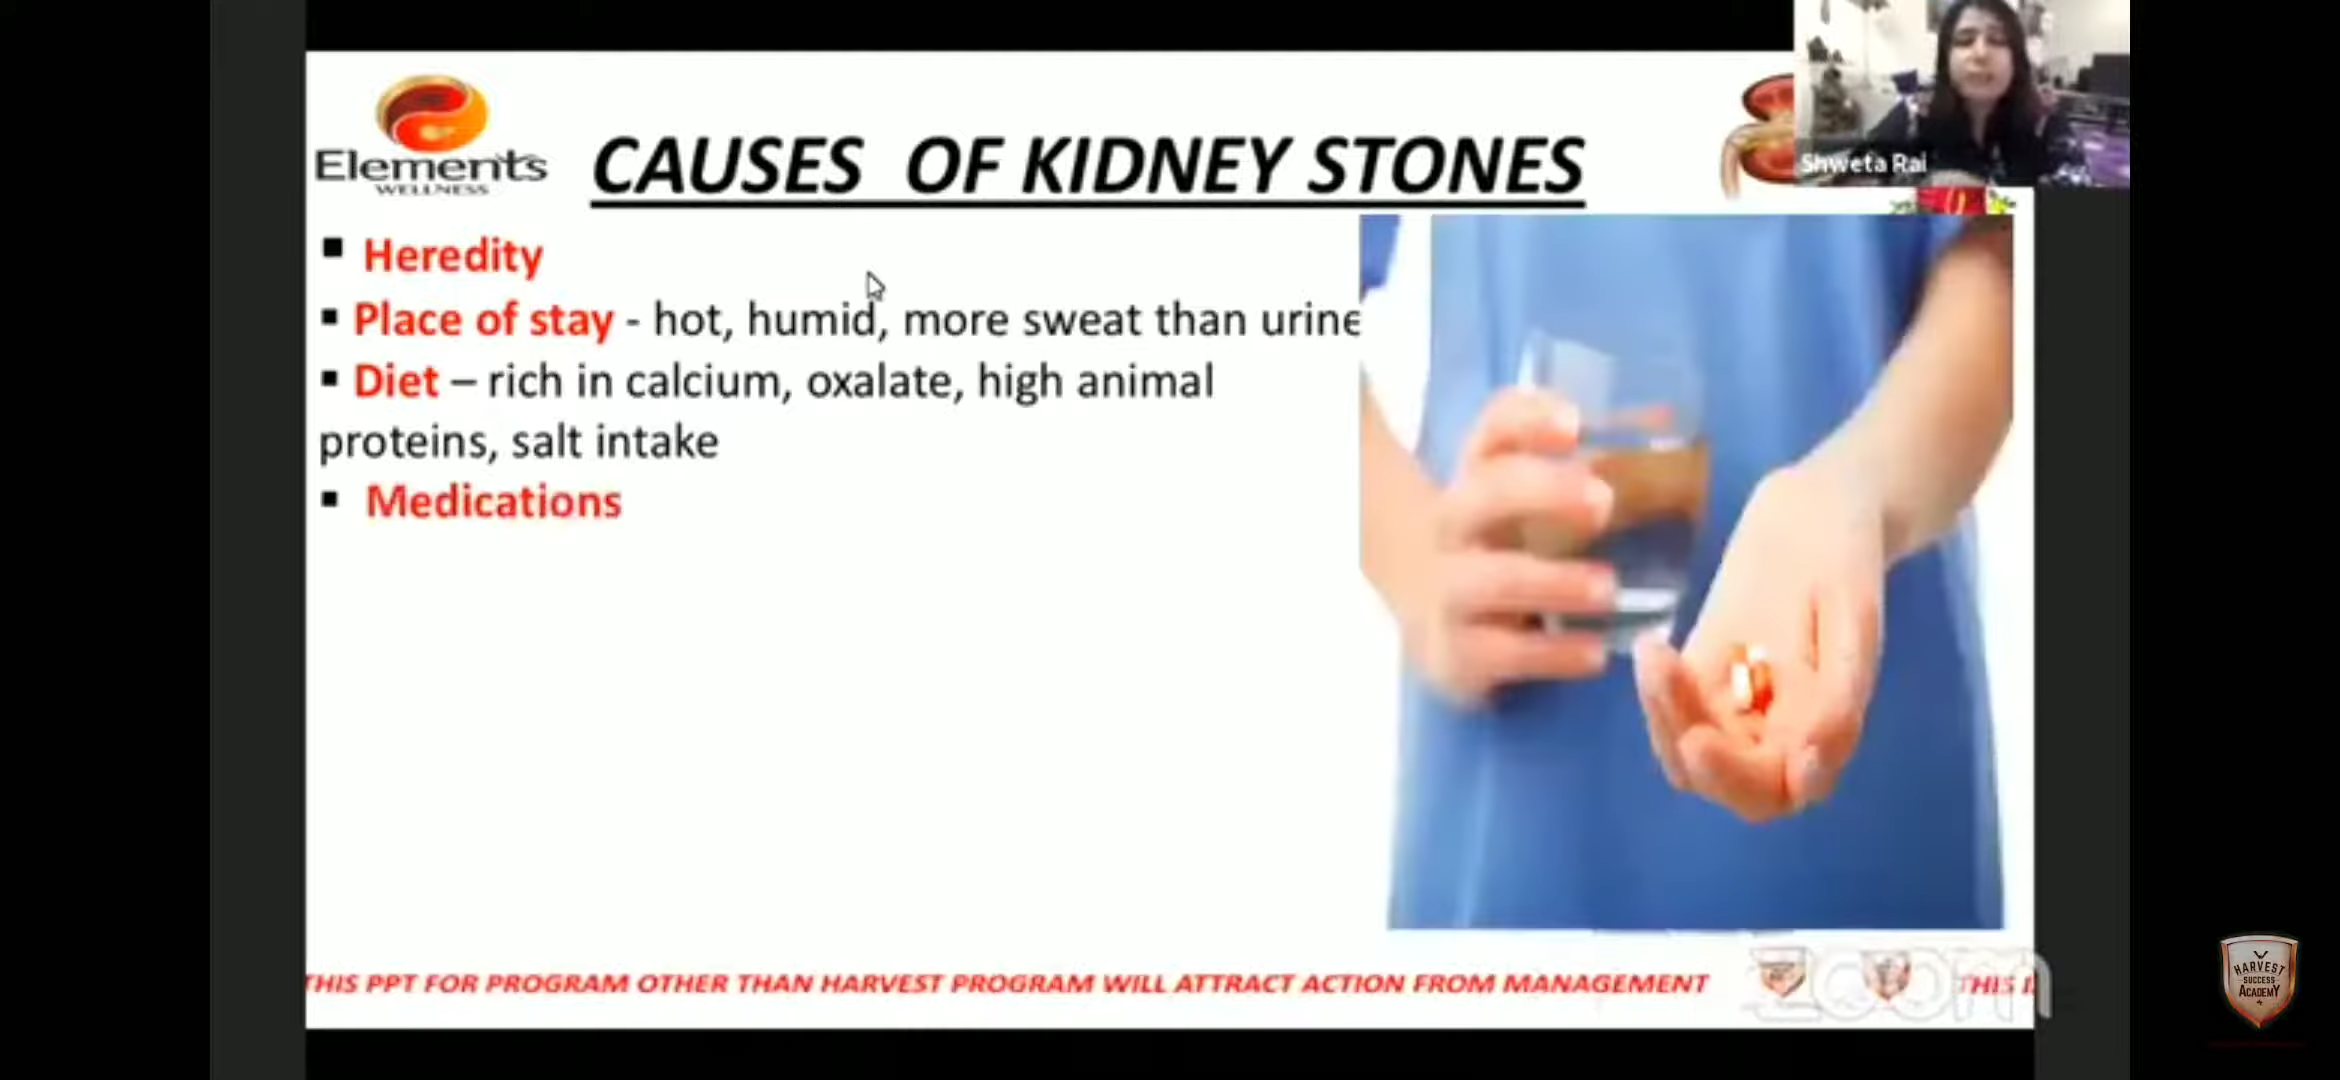 Elements
WELLNESS
CAUSES OF KIDNEY STONES
Shweta Rai
▪ Heredity
▪ Place of stay - hot, humid, more sweat than urine
▪ Diet – rich in calcium, oxalate, high animal
proteins, salt intake
▪ Medications
THIS PPT FOR PROGRAM OTHER THAN HARVEST PROGRAM WILL ATTRACT ACTION FROM MANAGEMENT
THIS
zoom
HARVEST
SUCCESS
ACADEMY